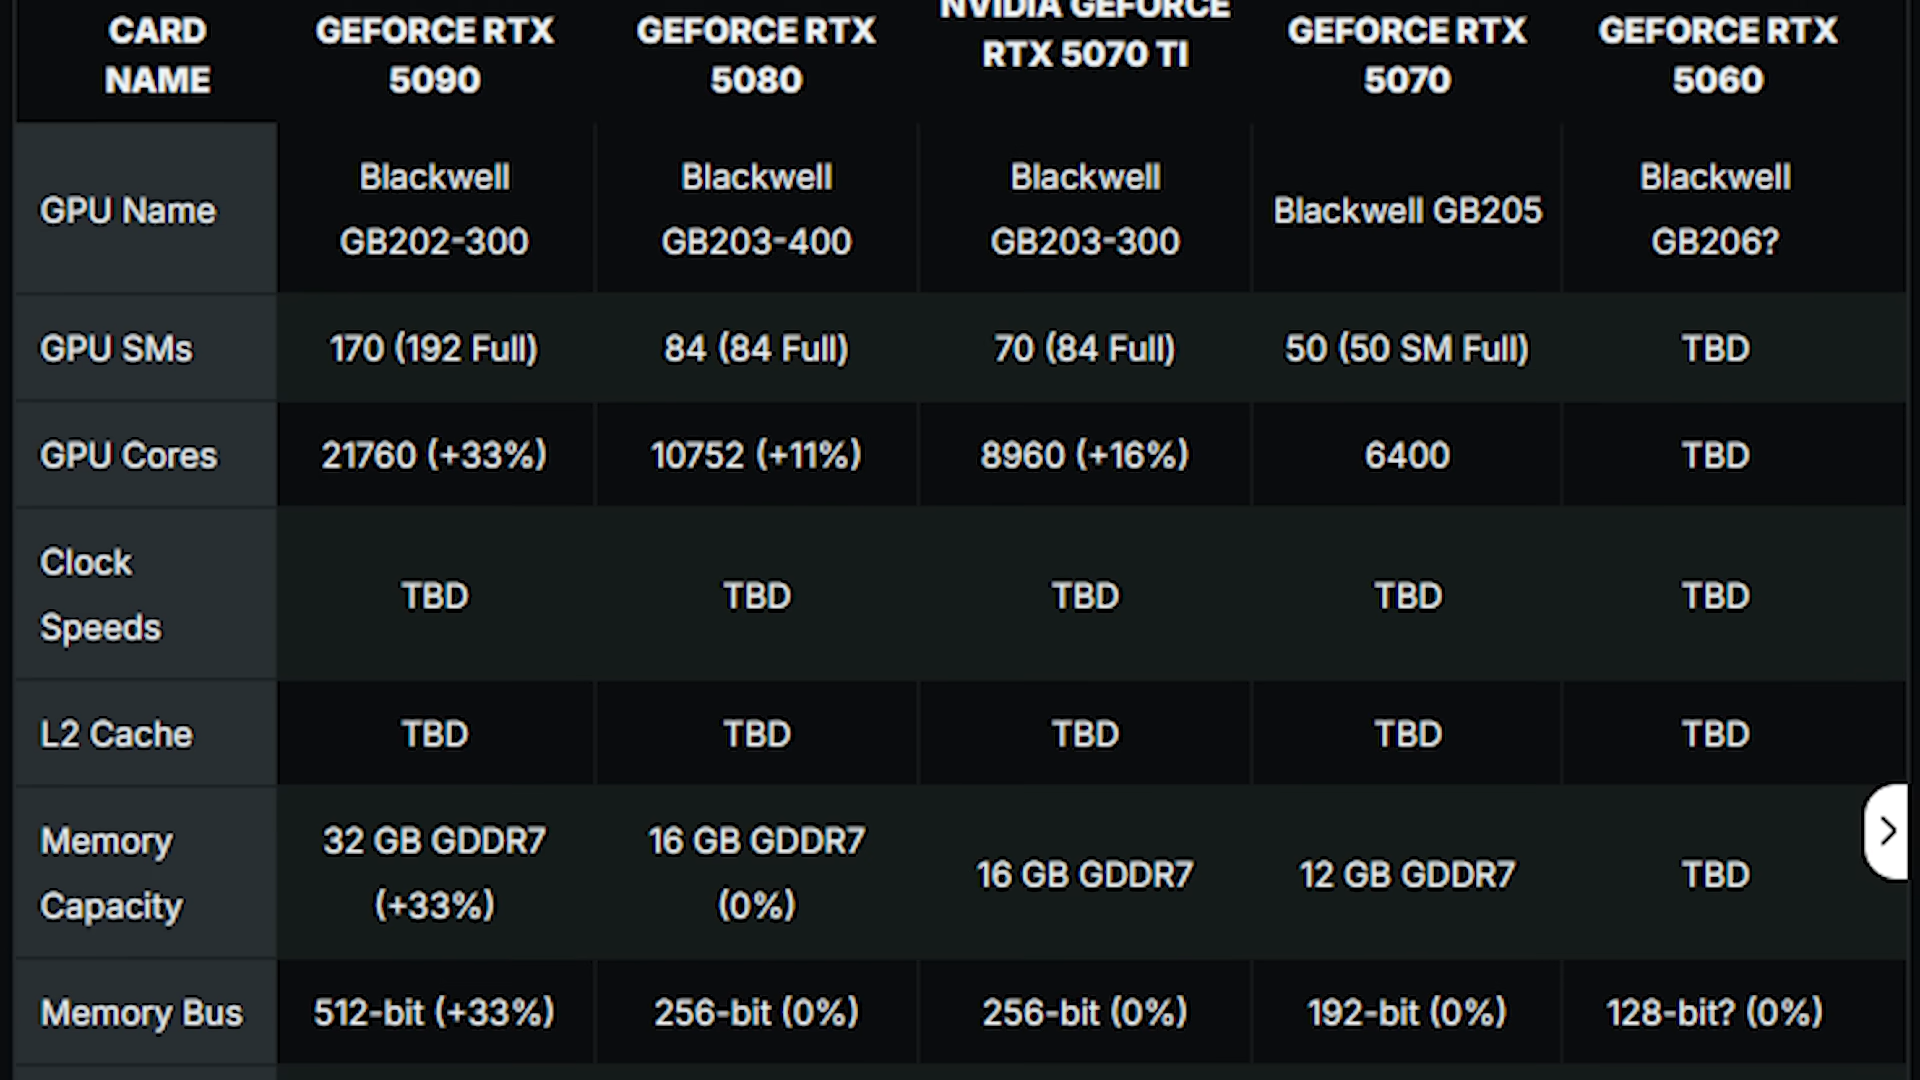 CARD NAME
GEFORCE RTX 5090
GEFORCE RTX 5080
NVIDIA GEFORCE RTX 5070 TI
GEFORCE RTX 5070
GEFORCE RTX 5060
GPU Name
Blackwell GB202-300
Blackwell GB203-400
Blackwell GB203-300
Blackwell GB205
Blackwell GB206?
GPU SMs
170 (192 Full)
84 (84 Full)
70 (84 Full)
50 (50 SM Full)
TBD
GPU Cores
21760 (+33%)
10752 (+11%)
8960 (+16%)
6400
TBD
Clock Speeds
TBD
TBD
TBD
TBD
TBD
L2 Cache
TBD
TBD
TBD
TBD
TBD
Memory Capacity
32 GB GDDR7 (+33%)
16 GB GDDR7 (0%)
16 GB GDDR7
12 GB GDDR7
TBD
Memory Bus
512-bit (+33%)
256-bit (0%)
256-bit (0%)
192-bit (0%)
128-bit? (0%)